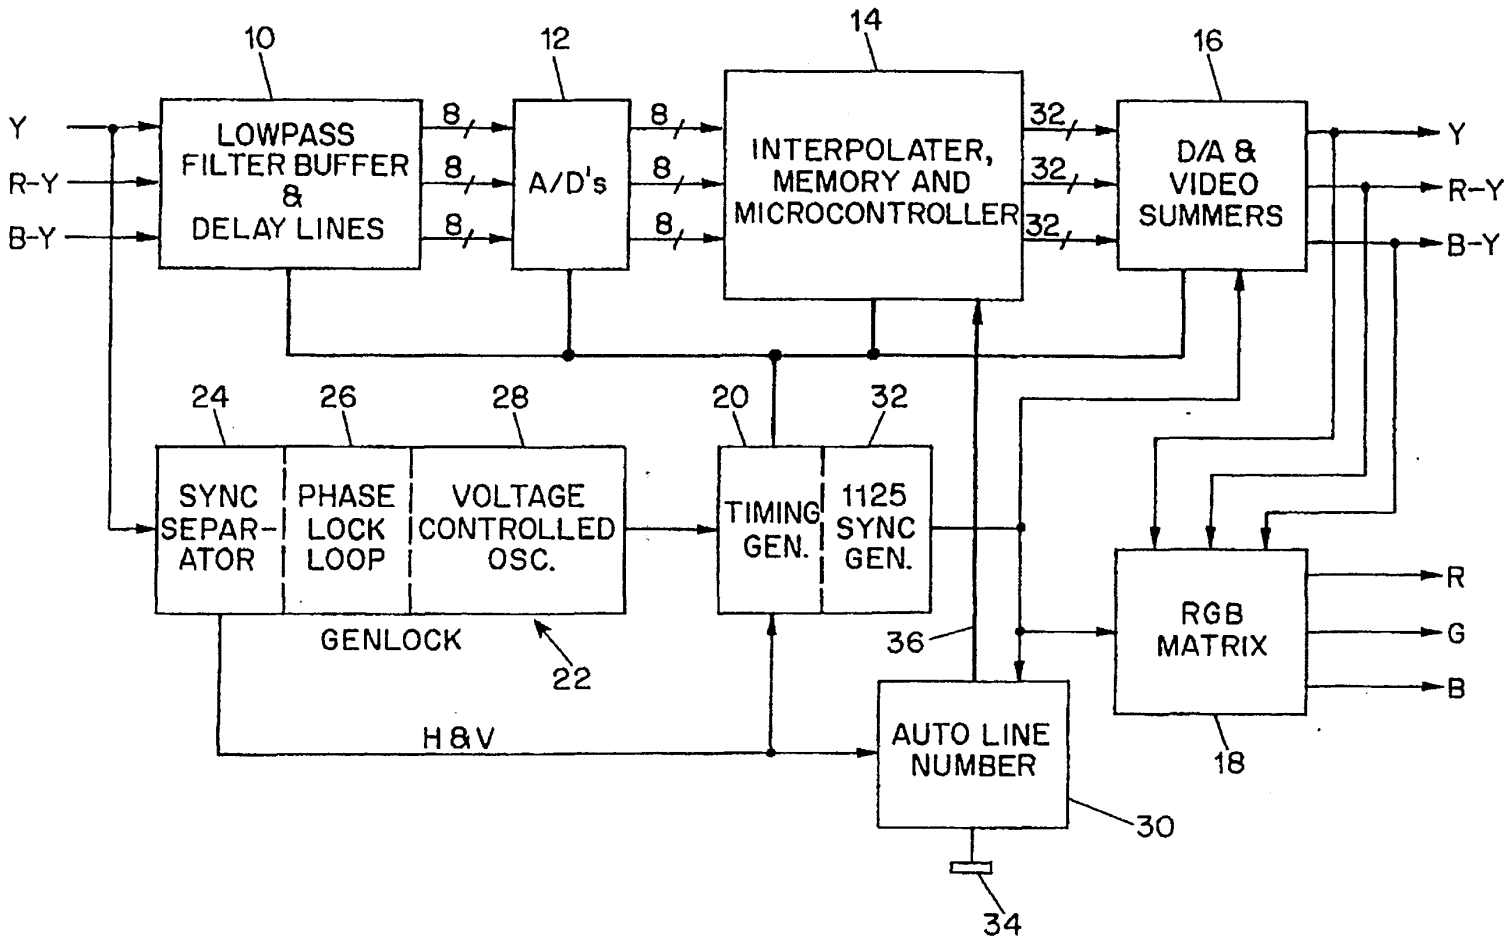 10
12
14
16
Y
R-Y
B-Y
LOWPASS
FILTER BUFFER
&
DELAY LINES
8
8
8
A/D's
8
8
8
INTERPOLATER,
MEMORY AND
MICROCONTROLLER
32
32
32
D/A &
VIDEO
SUMMERS
Y
R-Y
B-Y
24
26
28
20
32
SYNC
SEPAR-
ATOR
PHASE
LOCK
LOOP
VOLTAGE
CONTROLLED
OSC.
TIMING
GEN.
1125
SYNC
GEN.
GENLOCK
22
36
RGB
MATRIX
R
G
B
18
H & V
AUTO LINE
NUMBER
30
34